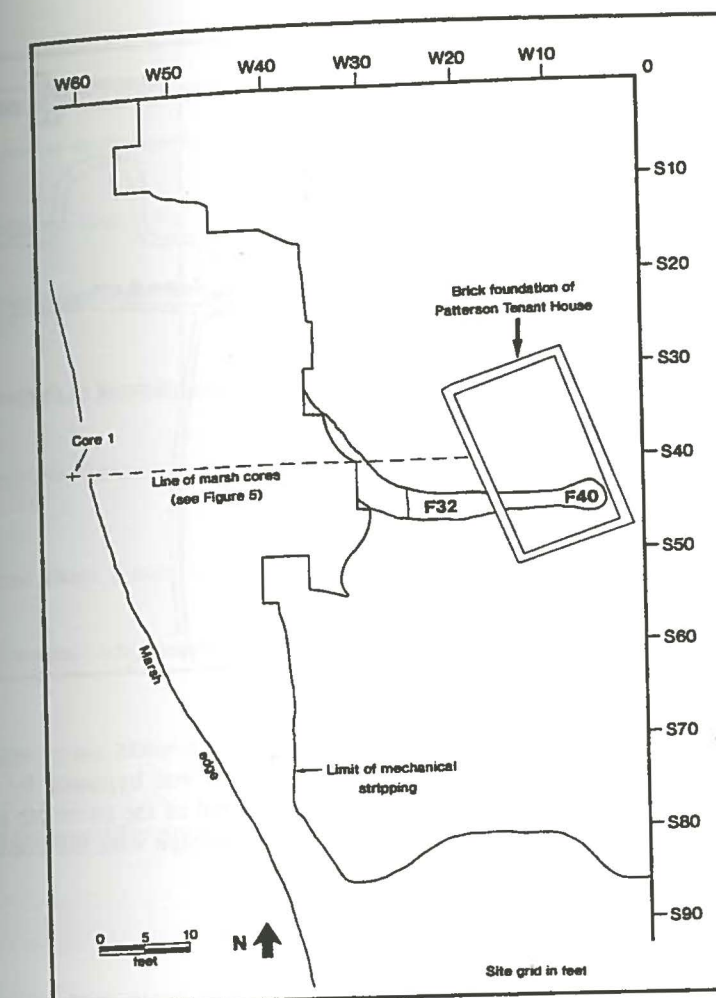 W60
W50
W40
W30
W20
W10
0
S10
S20
Brick foundation of
Patterson Tenant House
S30
Core 1
S40
Line of marsh cores
(see Figure 5)
F32
F40
S50
S60
Marsh
edge
S70
Limit of mechanical
stripping
S80
S90
0 5 10
feet
N
Site grid in feet